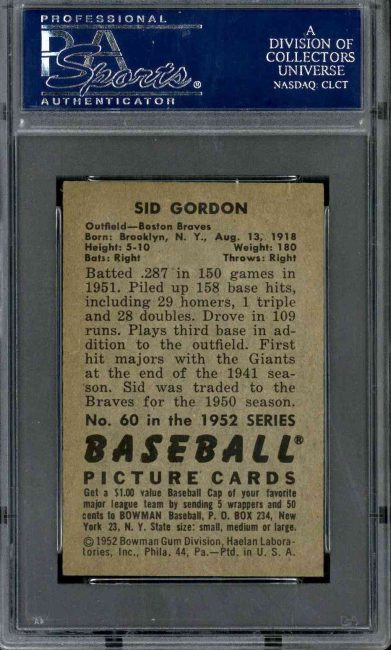 PROFESSIONAL
PSA
Sports®
AUTHENTICATOR
A
DIVISION OF
COLLECTORS
UNIVERSE
NASDAQ: CLCT
SID GORDON
Outfield—Boston Braves
Born: Brooklyn, N. Y., Aug. 13, 1918
Height: 5-10 Weight: 180
Bats: Right Throws: Right
Batted .287 in 150 games in
1951. Piled up 158 base hits,
including 29 homers, 1 triple
and 28 doubles. Drove in 109
runs. Plays third base in ad-
dition to the outfield. First
hit majors with the Giants
at the end of the 1941 sea-
son. Sid was traded to the
Braves for the 1950 season.
No. 60 in the 1952 SERIES
BASEBALL®
PICTURE CARDS
Get a $1.00 value Baseball Cap of your favorite
major league team by sending 5 wrappers and 50
cents to BOWMAN Baseball, P. O. BOX 234, New
York 23, N. Y. State size: small, medium or large.
©1952 Bowman Gum Division, Haelan Labora-
tories, Inc., Phila. 44, Pa.—Ptd. in U. S. A.